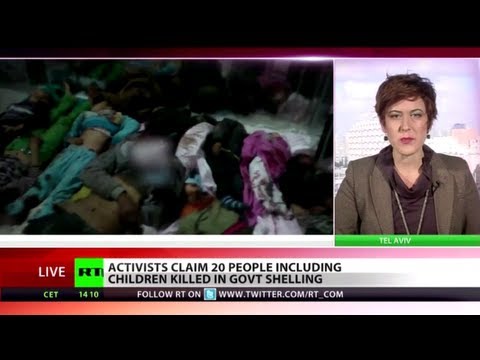 TEL AVIV
LIVE RT ACTIVISTS CLAIM 20 PEOPLE INCLUDING
CHILDREN KILLED IN GOVT SHELLING
CET 14 10 FOLLOW RT ON WWW.TWITTER.COM/RT_COM